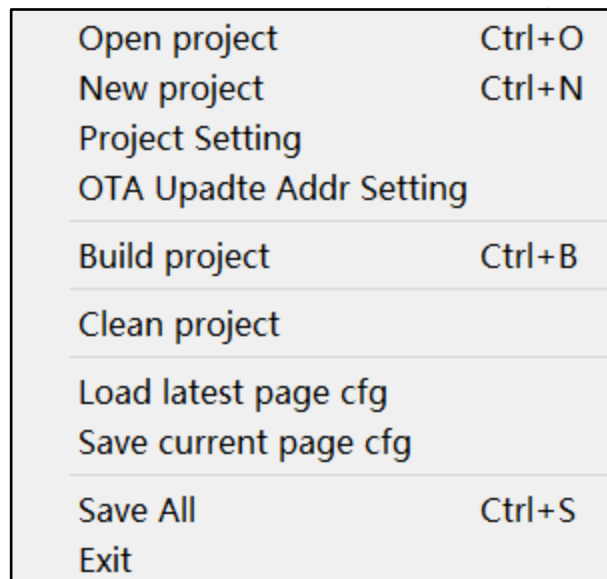 Open project Ctrl+O
New project Ctrl+N
Project Setting
OTA Upadte Addr Setting
Build project Ctrl+B
Clean project
Load latest page cfg
Save current page cfg
Save All Ctrl+S
Exit